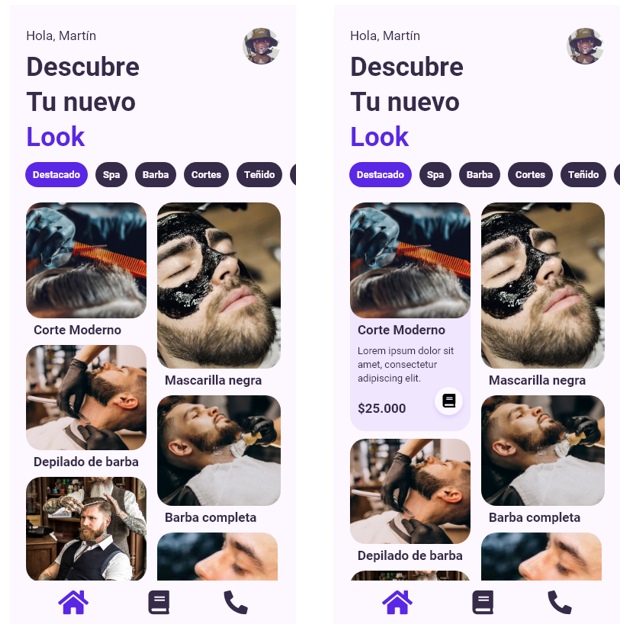 Hola, Martín
Descubre
Tu nuevo
Look
Destacado Spa Barba Cortes Teñido
Corte Moderno
Mascarilla negra
Depilado de barba
Barba completa
Hola, Martín
Descubre
Tu nuevo
Look
Destacado Spa Barba Cortes Teñido
Corte Moderno
Lorem ipsum dolor sit
amet, consectetur
adipiscing elit.
$25.000
Mascarilla negra
Barba completa
Depilado de barba